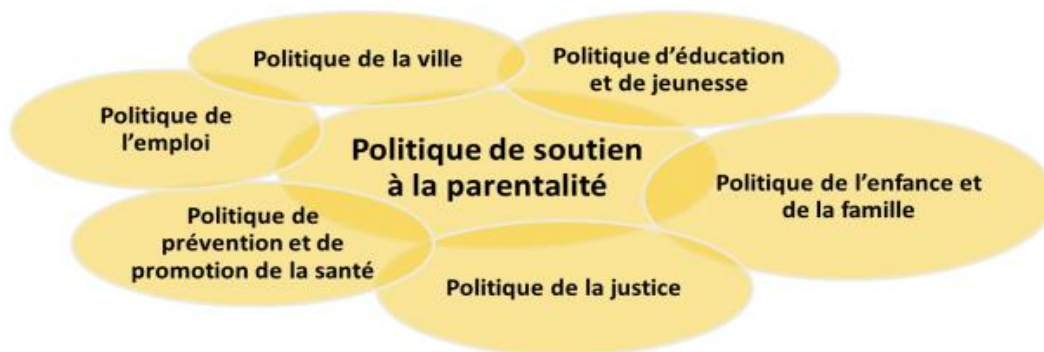 Politique de la ville
Politique d'éducation
et de jeunesse
Politique de
l'emploi
Politique de soutien
à la parentalité
Politique de l'enfance et
de la famille
Politique de
prévention et de
promotion de la santé
Politique de la justice